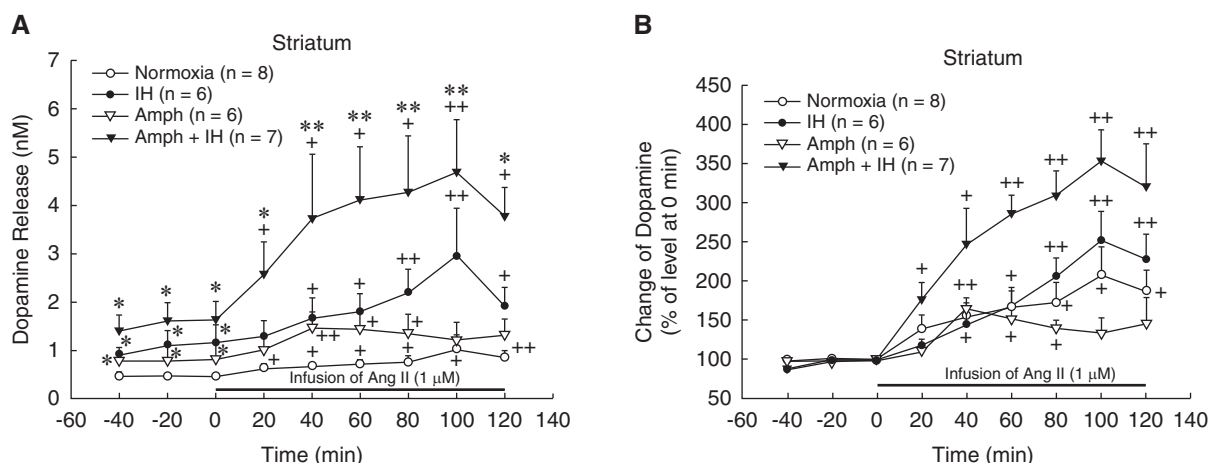 A
Striatum
Dopamine Release (nM)
7
6
5
4
3
2
1
0
Normoxia (n = 8)
IH (n = 6)
Amph (n = 6)
Amph + IH (n = 7)
* * *
*
+
**
+
**
+
**
+
**
++
*
+
+ + ++ ++ +
* * * * * *
++ + +
+ + + + + ++
Infusion of Ang II (1 μM)
-60 -40 -20 0 20 40 60 80 100 120 140
Time (min)
B
Striatum
Change of Dopamine
(% of level at 0 min)
450
400
350
300
250
200
150
100
50
Normoxia (n = 8)
IH (n = 6)
Amph (n = 6)
Amph + IH (n = 7)
+ + ++ ++ ++ ++
++ + ++ ++ ++
+ + + + + +
Infusion of Ang II (1 μM)
-60 -40 -20 0 20 40 60 80 100 120 140
Time (min)